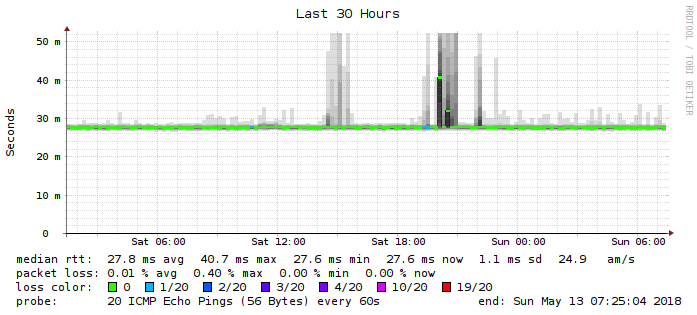 Last 30 Hours
RRDTOOL / TOBI OETIKER
Seconds
50 m
40 m
30 m
20 m
10 m
0
Sat 06:00 Sat 12:00 Sat 18:00 Sun 00:00 Sun 06:00
median rtt: 27.8 ms avg 40.7 ms max 27.6 ms min 27.6 ms now 1.1 ms sd 24.9 am/s
packet loss: 0.01 % avg 0.40 % max 0.00 % min 0.00 % now
loss color: 0 1/20 2/20 3/20 4/20 10/20 19/20
probe: 20 ICMP Echo Pings (56 Bytes) every 60s end: Sun May 13 07:25:04 2018